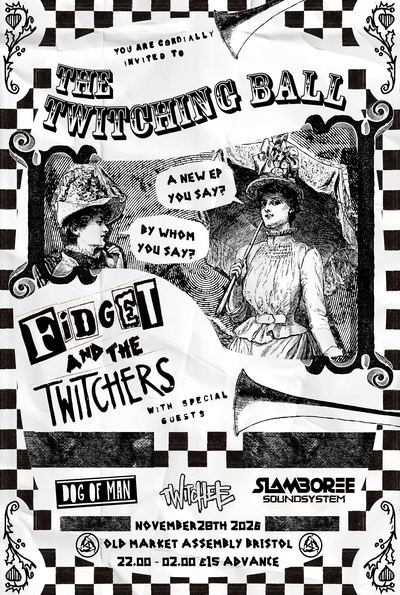 YOU ARE CORDIALLY
INVITED TO
THE
TWITCHING BALL
A NEW EP
YOU SAY?
BY WHOM
YOU SAY?
FiDGET
AND THE
TWITCHERS
WITH SPECIAL
GUESTS
DOG OF MAN
TWITCHEE
SLAMBOREE
SOUNDSYSTEM
NOVEMBER 28TH 2026
OLD MARKET ASSEMBLY BRISTOL
22.00 - 02.00 £15 ADVANCE